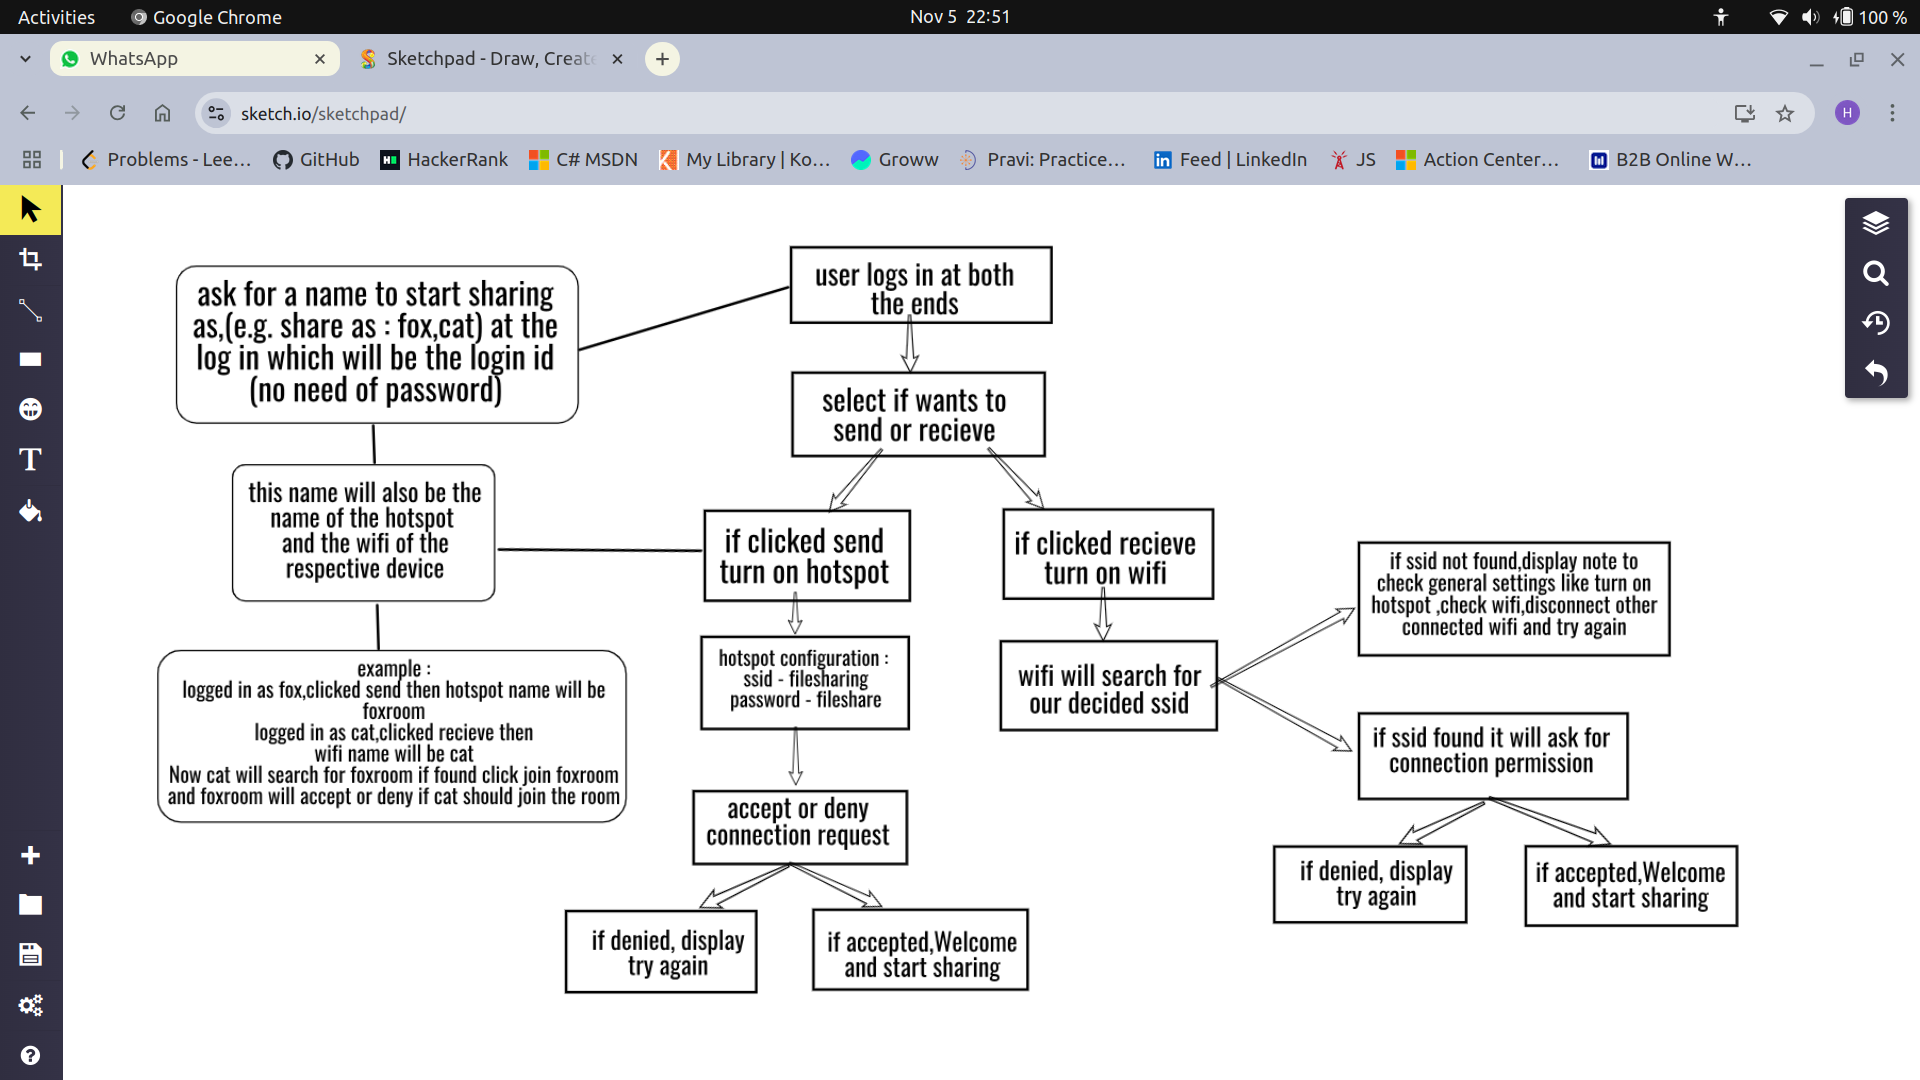 Activities
Google Chrome
Nov 5 22:51
100 %
WhatsApp
Sketchpad - Draw, Create
sketch.io/sketchpad/
H
Problems - Lee...
GitHub
HackerRank
C# MSDN
My Library | Ko...
Groww
Pravi: Practice...
Feed | LinkedIn
JS
Action Center...
B2B Online W...
user logs in at both
the ends
ask for a name to start sharing
as,(e.g. share as : fox,cat) at the
log in which will be the login id
(no need of password)
select if wants to
send or recieve
this name will also be the
name of the hotspot
and the wifi of the
respective device
if clicked send
turn on hotspot
if clicked recieve
turn on wifi
if ssid not found,display note to
check general settings like turn on
hotspot ,check wifi,disconnect other
connected wifi and try again
example :
logged in as fox,clicked send then hotspot name will be
foxroom
logged in as cat,clicked recieve then
wifi name will be cat
Now cat will search for foxroom if found click join foxroom
and foxroom will accept or deny if cat should join the room
hotspot configuration :
ssid - filesharing
password - fileshare
wifi will search for
our decided ssid
if ssid found it will ask for
connection permission
accept or deny
connection request
if denied, display
try again
if accepted,Welcome
and start sharing
if denied, display
try again
if accepted,Welcome
and start sharing